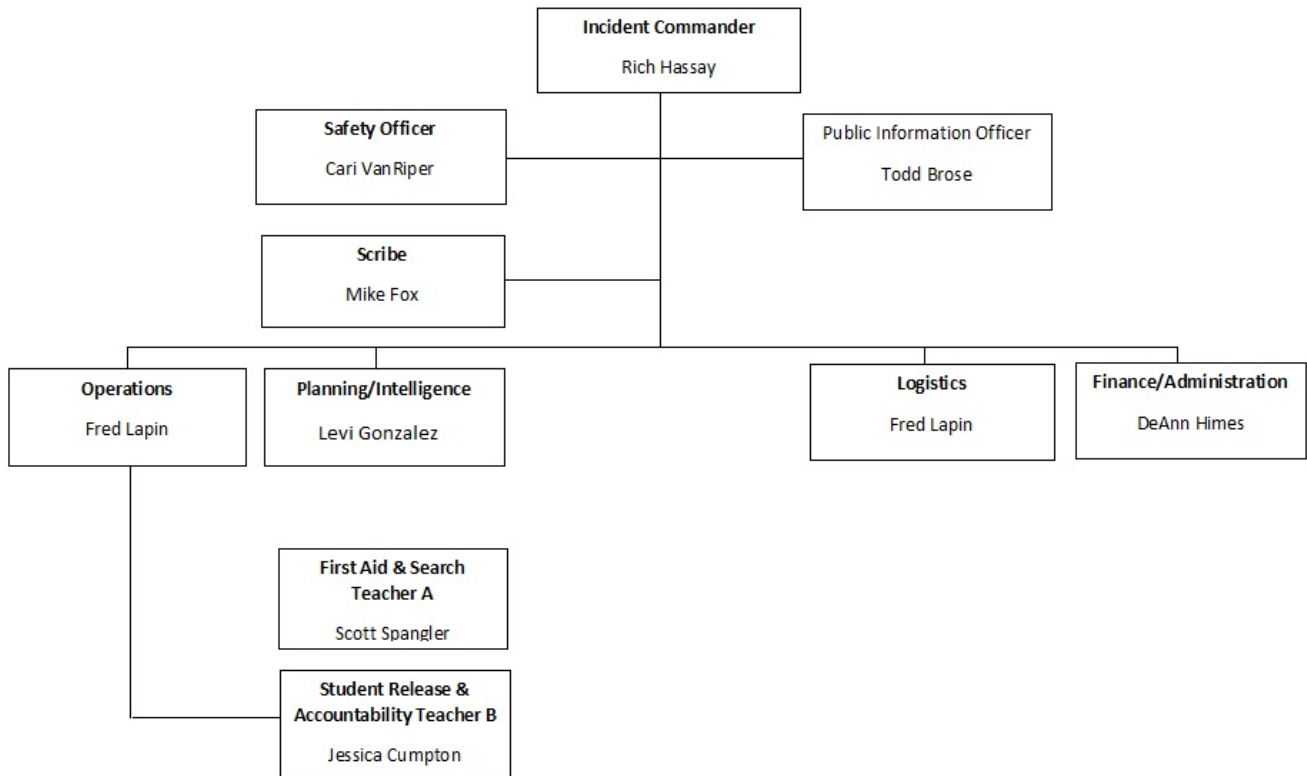 Incident Commander
Rich Hassay
Safety Officer
Cari VanRiper
Public Information Officer
Todd Brose
Scribe
Mike Fox
Operations
Fred Lapin
Planning/Intelligence
Levi Gonzalez
Logistics
Fred Lapin
Finance/Administration
DeAnn Himes
First Aid & Search
Teacher A
Scott Spangler
Student Release &
Accountability Teacher B
Jessica Cumpton